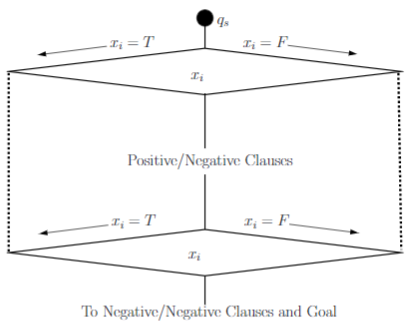 q_s
x_i = T x_i = F
x_i
Positive/Negative Clauses
x_i = T x_i = F
x_i
To Negative/Negative Clauses and Goal